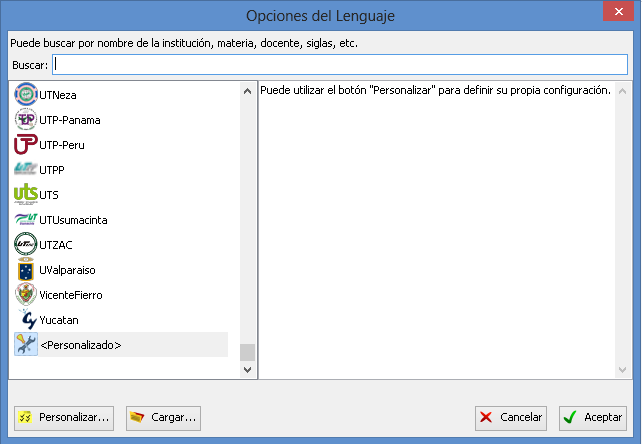 Opciones del Lenguaje
Puede buscar por nombre de la institución, materia, docente, siglas, etc.
Buscar:
UTNeza
UTP-Panama
UTP-Peru
UTPP
uts UTS
UT UTUsumacinta
UTZAC
UValparaiso
VicenteFierro
Yucatan
<Personalizado>
Puede utilizar el botón "Personalizar" para definir su propia configuración.
Personalizar...
Cargar...
Cancelar
Aceptar